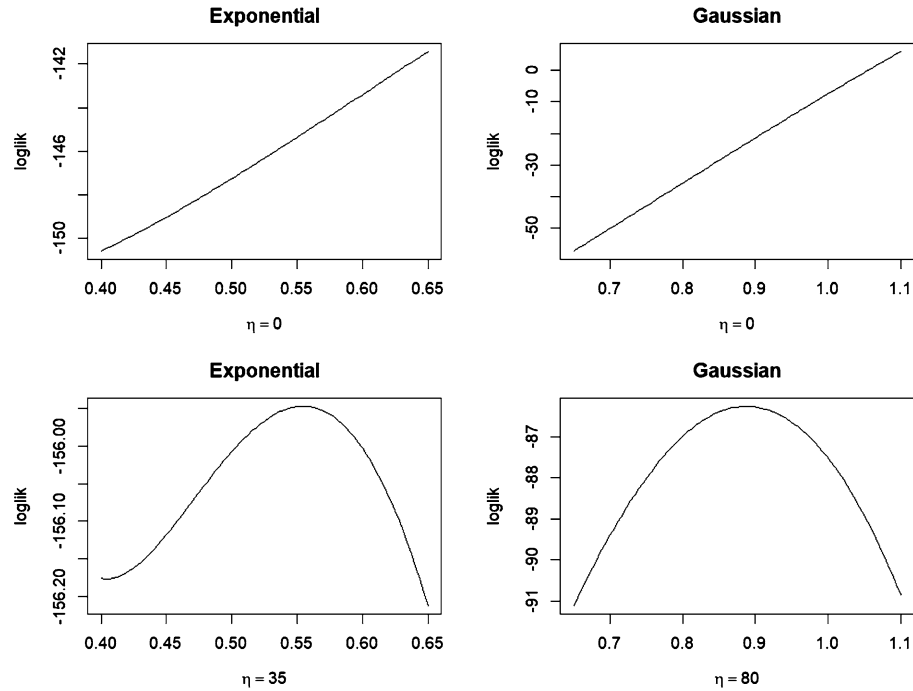 Exponential
loglik
-142
-146
-150
0.40 0.45 0.50 0.55 0.60 0.65
η = 0
Gaussian
loglik
0
-10
-30
-50
0.7 0.8 0.9 1.0 1.1
η = 0
Exponential
loglik
-156.00
-156.10
-156.20
0.40 0.45 0.50 0.55 0.60 0.65
η = 35
Gaussian
loglik
-87
-88
-89
-90
-91
0.7 0.8 0.9 1.0 1.1
η = 80